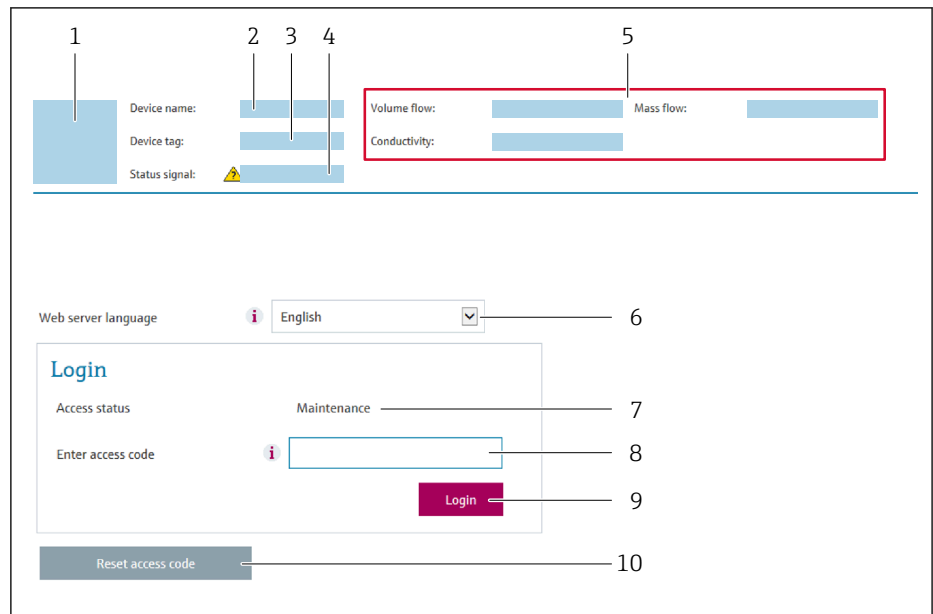 1 2 3 4 5
Device name: Volume flow: Mass flow:
Device tag: Conductivity:
Status signal: ?
Web server language i English 6
Login
Access status Maintenance 7
Enter access code i 8
Login 9
Reset access code 10